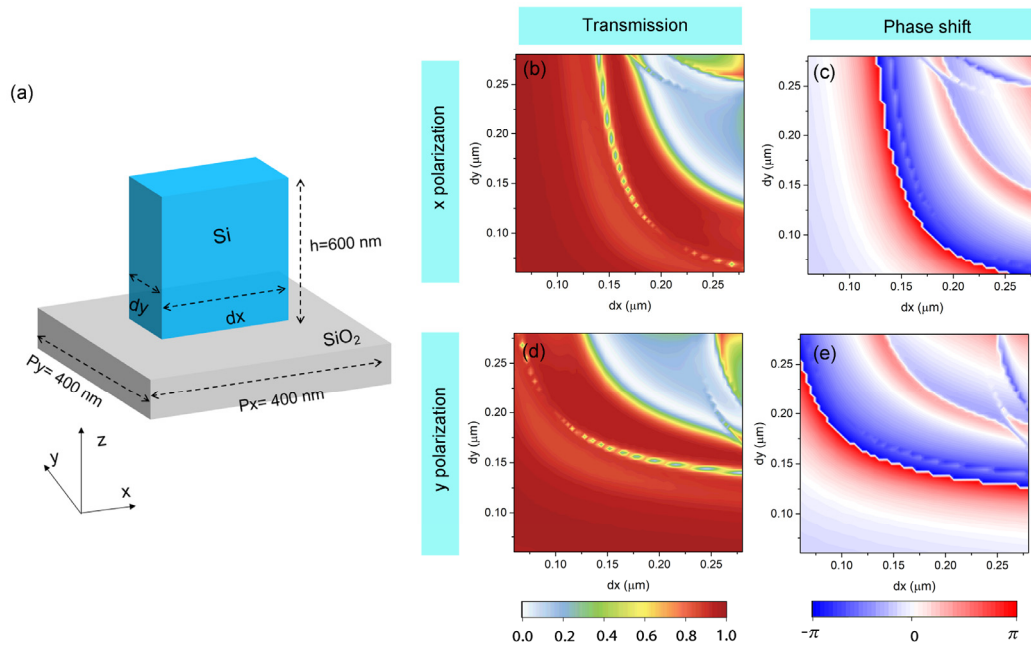 Transmission
Phase shift
(a)
Si
h=600 nm
dy
dx
SiO2
Py= 400 nm
Px= 400 nm
z
y
x
x polarization
(b)
0.25
0.20
0.15
0.10
dy (μm)
0.10 0.15 0.20 0.25
dx (μm)
(c)
0.25
0.20
0.15
0.10
dy (μm)
0.10 0.15 0.20 0.25
dx (μm)
y polarization
(d)
0.25
0.20
0.15
0.10
dy (μm)
0.10 0.15 0.20 0.25
dx (μm)
(e)
0.25
0.20
0.15
0.10
dy (μm)
0.10 0.15 0.20 0.25
dx (μm)
0.0 0.2 0.4 0.6 0.8 1.0
-π 0 π